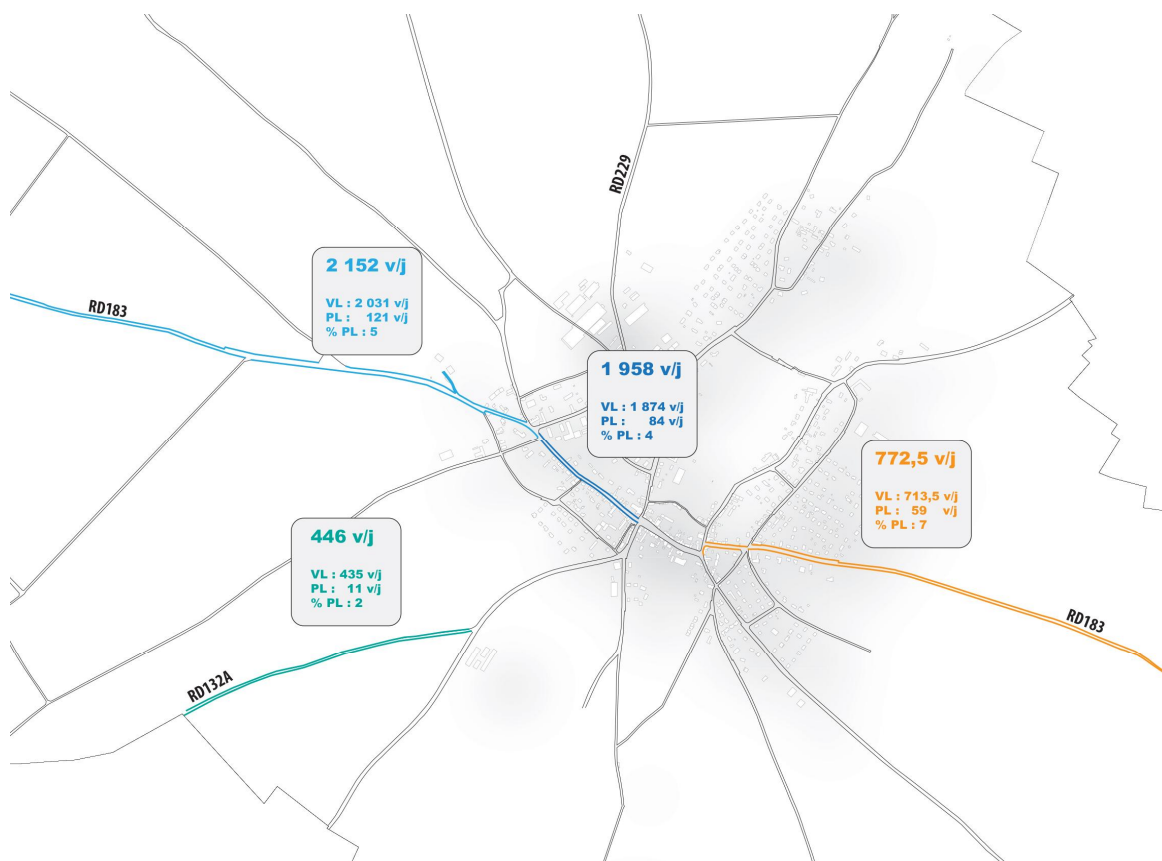 RD229
2 152 v/j
VL : 2 031 v/j
PL : 121 v/j
% PL : 5
RD183
1 958 v/j
VL : 1 874 v/j
PL : 84 v/j
% PL : 4
772,5 v/j
VL : 713,5 v/j
PL : 59 v/j
% PL : 7
446 v/j
VL : 435 v/j
PL : 11 v/j
% PL : 2
RD183
RD132A